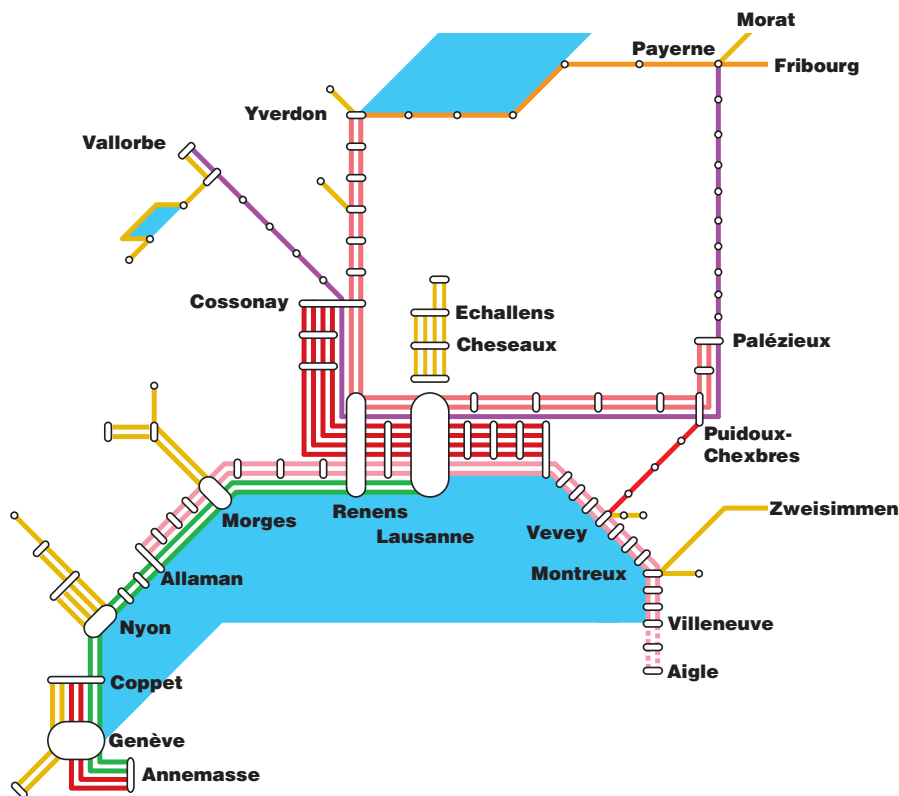 Morat
Payerne
Fribourg
Yverdon
Vallorbe
Cossonay
Echallens
Cheseaux
Palézieux
Puidoux-
Chexbres
Zweisimmen
Morges
Renens
Lausanne
Vevey
Montreux
Allaman
Nyon
Villeneuve
Aigle
Coppet
Genève
Annemasse